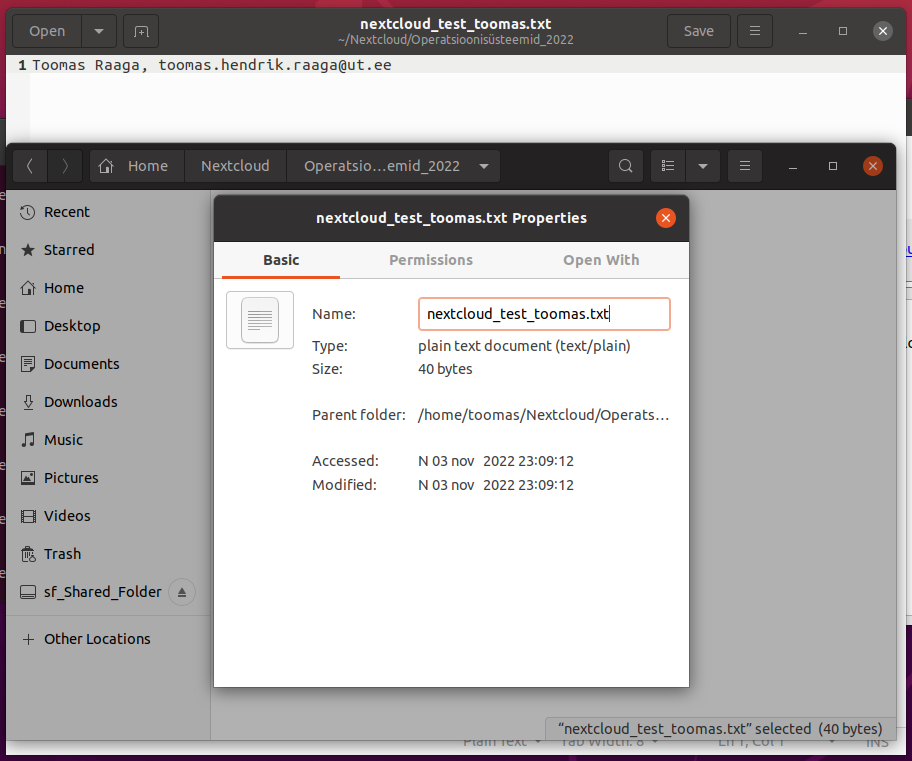 Open
nextcloud_test_toomas.txt
~/Nextcloud/Operatsioonisüsteemid_2022
Save
1 Toomas Raaga, toomas.hendrik.raaga@ut.ee
Home
Nextcloud
Operatsio…emid_2022
Recent
Starred
Home
Desktop
Documents
Downloads
Music
Pictures
Videos
Trash
sf_Shared_Folder
+ Other Locations
nextcloud_test_toomas.txt Properties
Basic
Permissions
Open With
Name: nextcloud_test_toomas.txt
Type: plain text document (text/plain)
Size: 40 bytes
Parent folder: /home/toomas/Nextcloud/Operats…
Accessed: N 03 nov 2022 23:09:12
Modified: N 03 nov 2022 23:09:12
“nextcloud_test_toomas.txt” selected (40 bytes)
Plain Text
Tab Width: 8
Ln 1, Col 1
INS